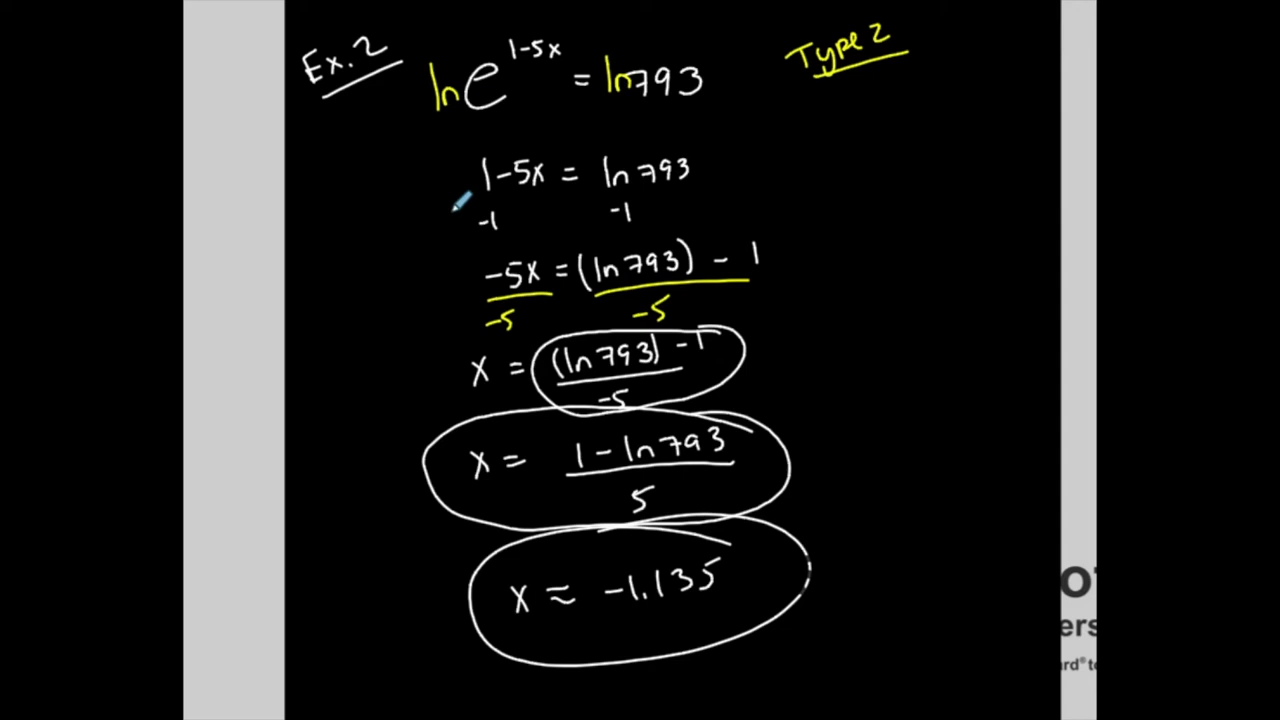 Ex. 2
Type 2
ln e^(1-5x) = ln 793
1-5x = ln 793
-1 -1
-5x = (ln 793) - 1
-5 -5
x = (ln 793) - 1
-5
x = 1 - ln 793
5
x ≈ -1.135